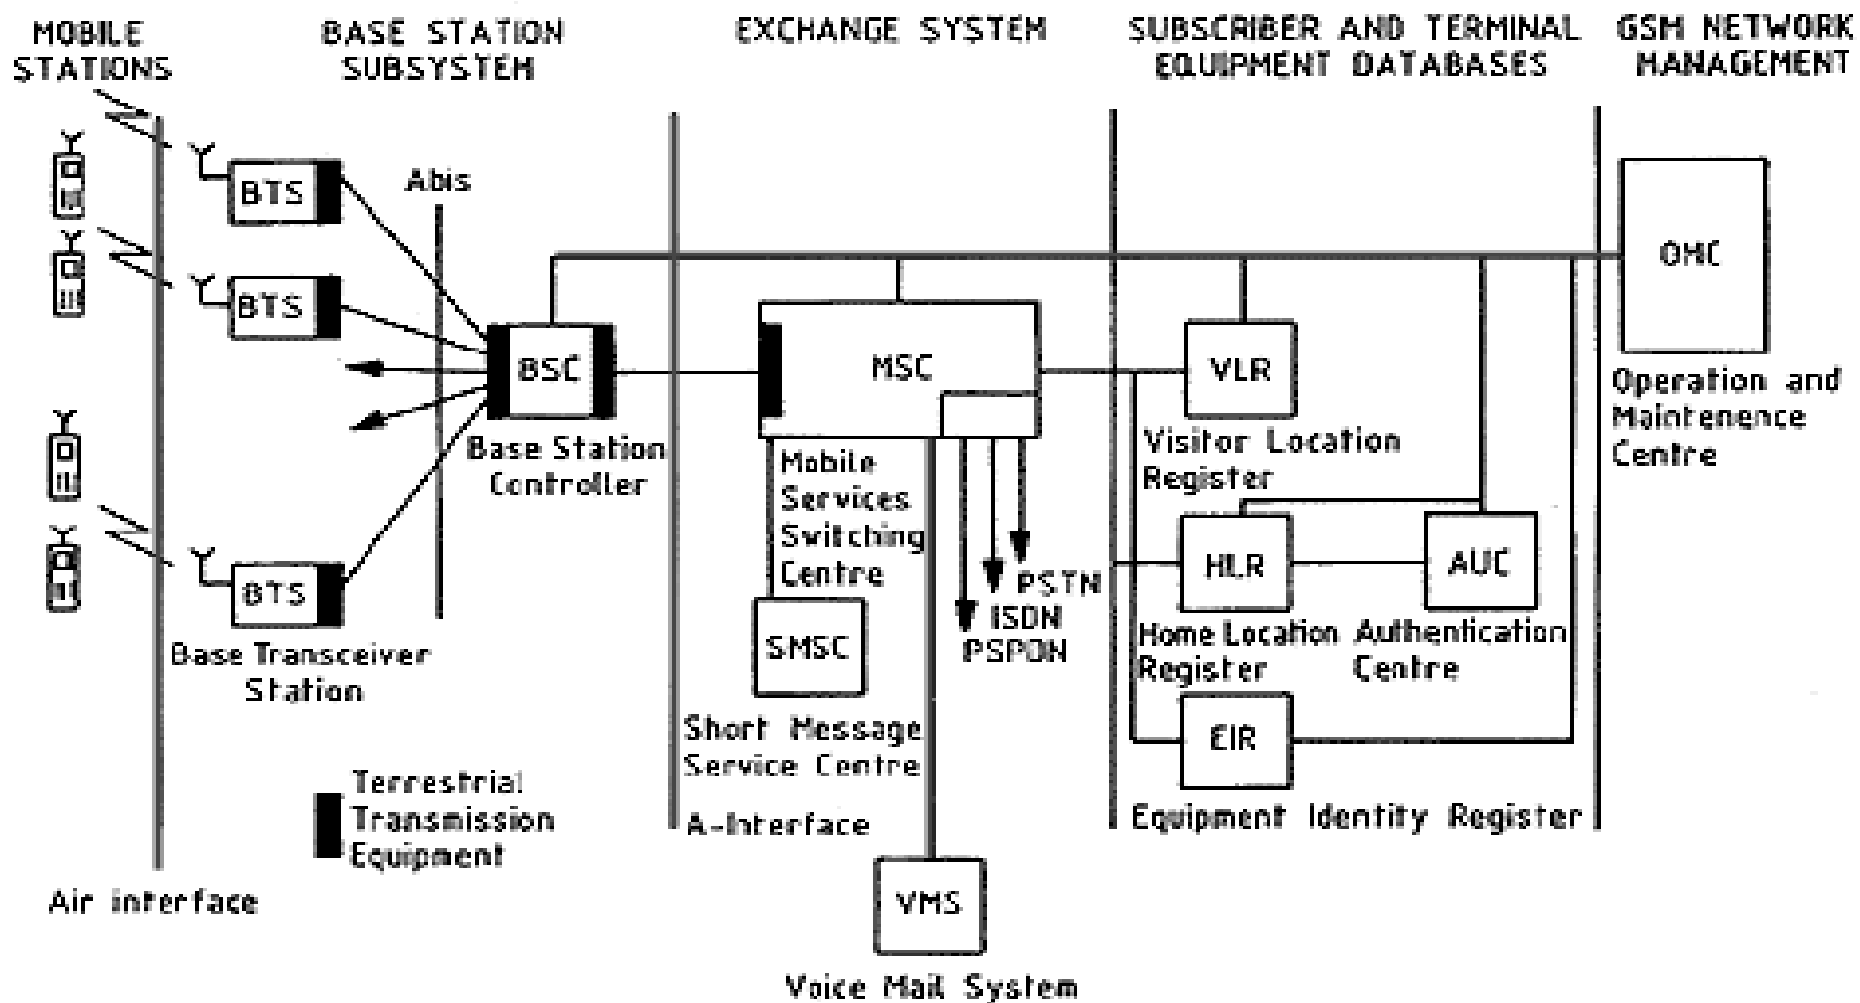 MOBILE
STATIONS
BASE STATION
SUBSYSTEM
EXCHANGE SYSTEM
SUBSCRIBER AND TERMINAL
EQUIPMENT DATABASES
GSM NETWORK
MANAGEMENT
BTS
Abis
BTS
BSC
Base Station
Controller
BTS
Base Transceiver
Station
MSC
Mobile
Services
Switching
Centre
PSTN
ISDN
PSPDN
SMSC
Short Message
Service Centre
A-Interface
VMS
Voice Mail System
VLR
Visitor Location
Register
HLR
Home Location
Register
AUC
Authentication
Centre
EIR
Equipment Identity Register
OMC
Operation and
Maintenence
Centre
Terrestrial
Transmission
Equipment
Air interface